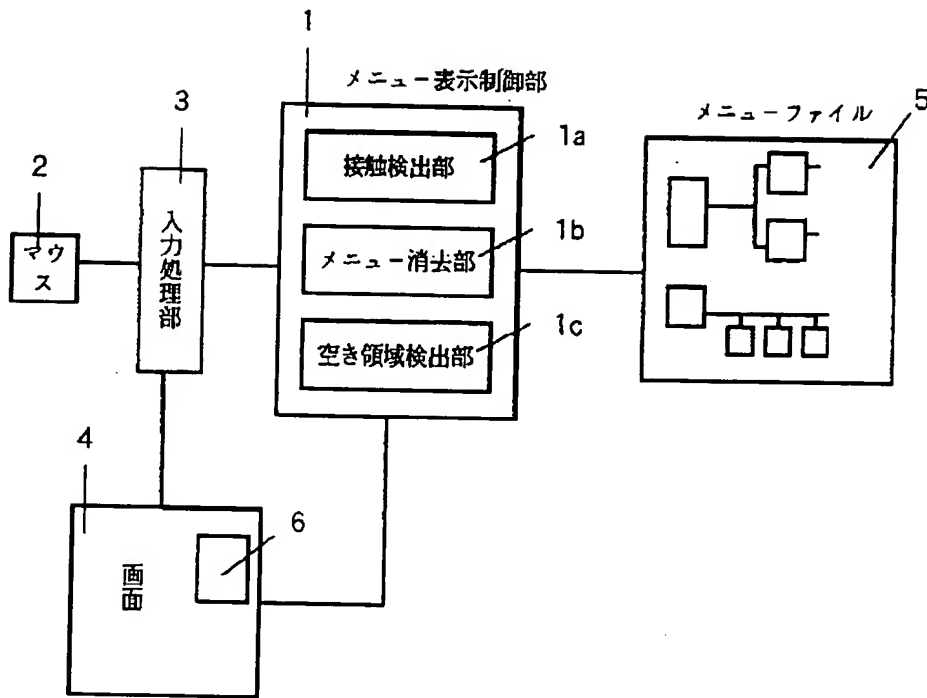 1
メニュー表示制御部
3
メニューファイル
5
1a
接触検出部
2
マウス
入力処理部
1b
メニュー消去部
1c
空き領域検出部
4
6
画面